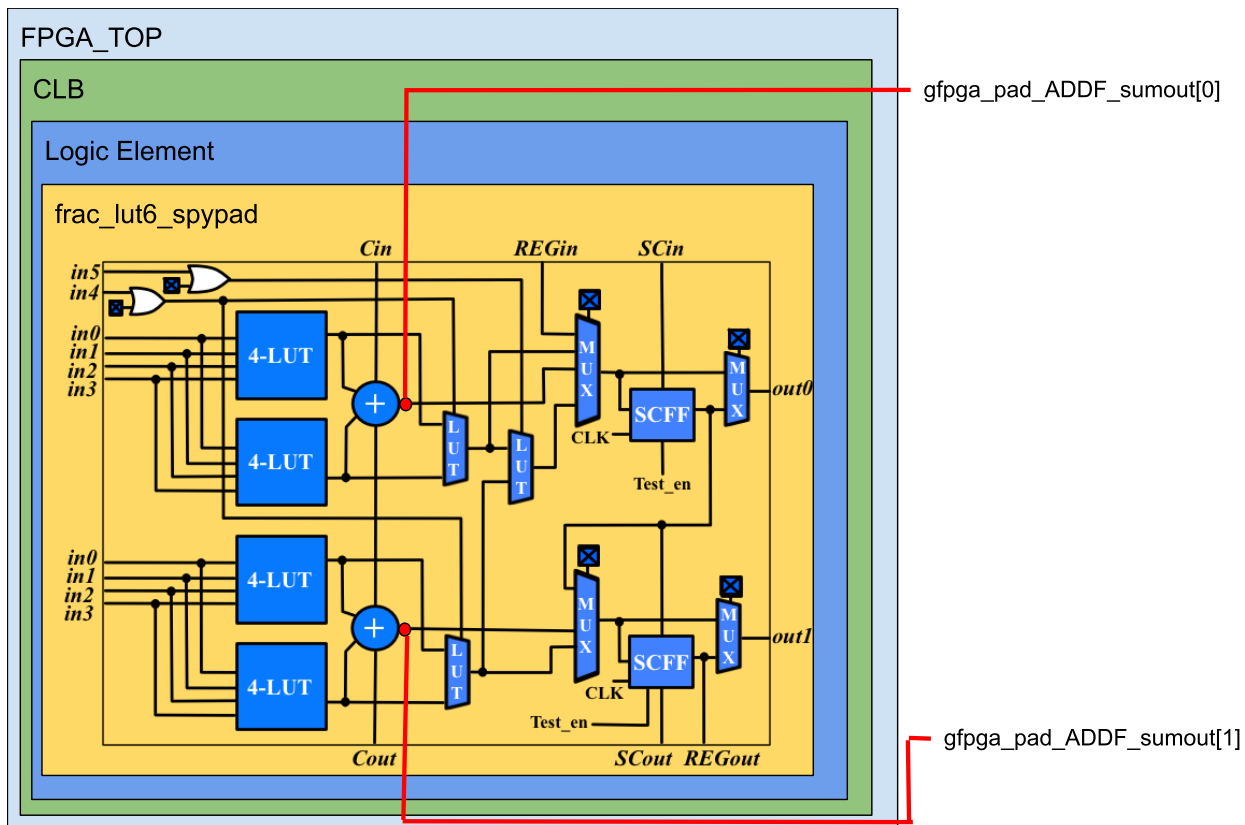 FPGA_TOP
CLB
gfpga_pad_ADDF_sumout[0]
Logic Element
frac_lut6_spypad
Cin
REGin
SCin
in5
in4
in0
in1
in2
in3
4-LUT
4-LUT
LUT
LUT
MUX
CLK
SCFF
Test_en
MUX
out0
in0
in1
in2
in3
4-LUT
4-LUT
LUT
MUX
CLK
SCFF
Test_en
MUX
out1
Cout
SCout
REGout
gfpga_pad_ADDF_sumout[1]